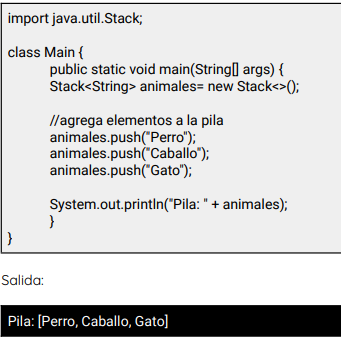 import java.util.Stack;
class Main {
public static void main(String[] args) {
Stack<String> animales= new Stack<>();
//agrega elementos a la pila
animales.push("Perro");
animales.push("Caballo");
animales.push("Gato");
System.out.println("Pila: " + animales);
}
}
Salida:
Pila: [Perro, Caballo, Gato]